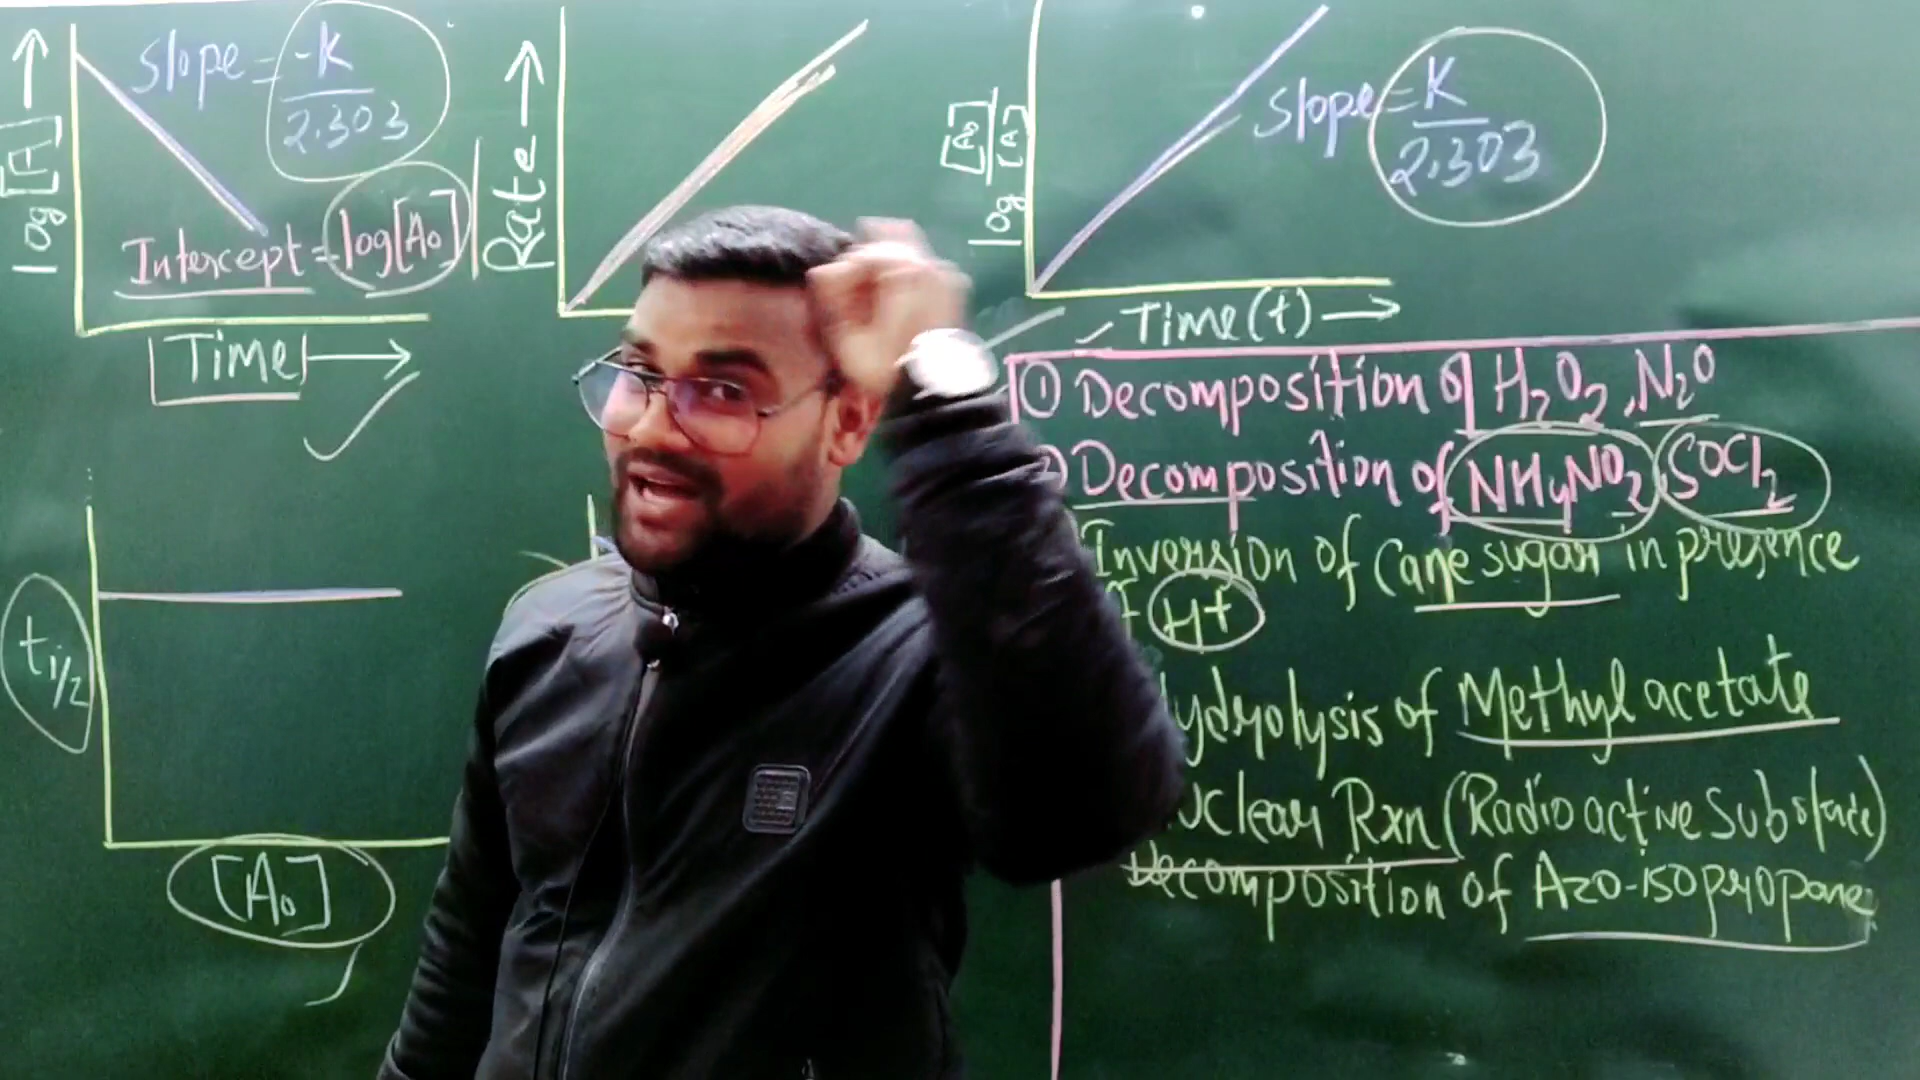 Slope = -K
2.303
log [A]
Intercept = log[A₀]
Time
Rate
log [A₀]
[A]
Slope = K
2.303
Time (t)
① Decomposition of H₂O₂, N₂O
Decomposition of NH₄NO₂, SOCl₂
Inversion of Cane sugar in presence
H+
ydrolysis of Methyl acetate
uclear Rxn (Radioactive Substance)
Decomposition of Azo-isopropane
t1/2
[A₀]